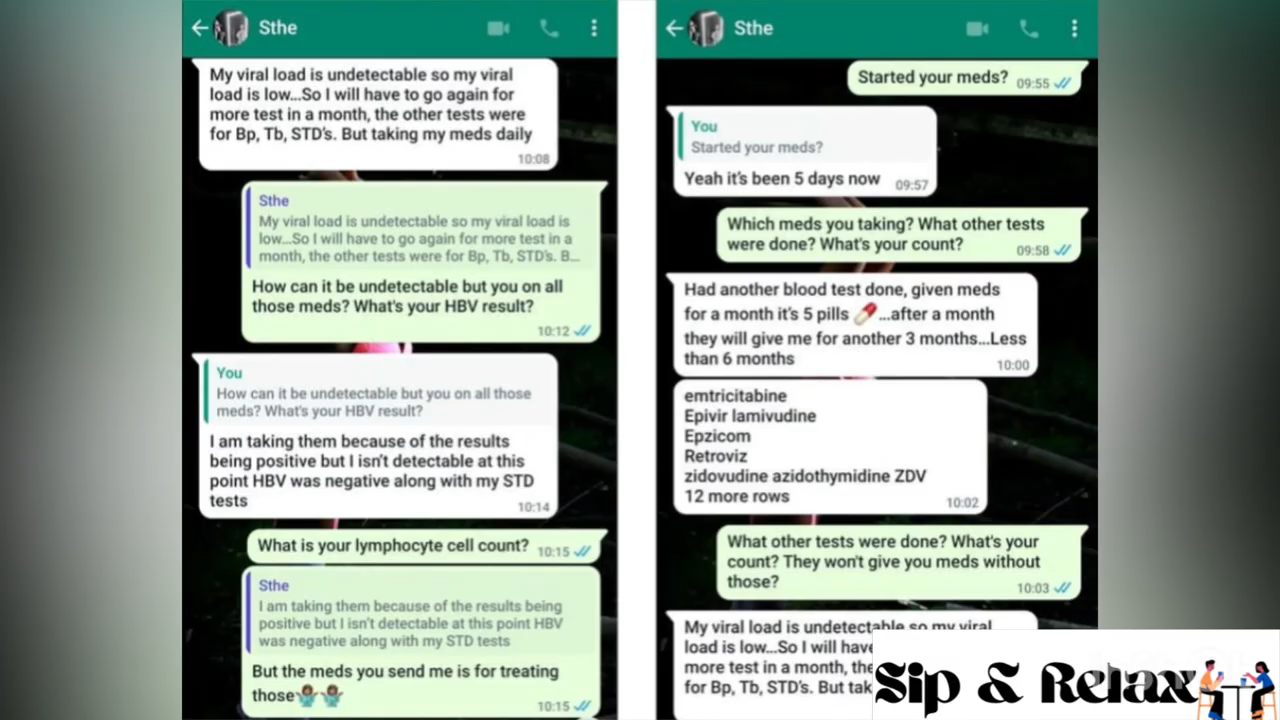 Sthe
My viral load is undetectable so my viral
load is low...So I will have to go again for
more test in a month, the other tests were
for Bp, Tb, STD's. But taking my meds daily
10:08
Sthe
My viral load is undetectable so my viral load is
low...So I will have to go again for more test in a
month, the other tests were for Bp, Tb, STD's. B...
How can it be undetectable but you on all
those meds? What's your HBV result?
10:12
You
How can it be undetectable but you on all those
meds? What's your HBV result?
I am taking them because of the results
being positive but I isn't detectable at this
point HBV was negative along with my STD
tests
10:14
What is your lymphocyte cell count? 10:15
Sthe
I am taking them because of the results being
positive but I isn't detectable at this point HBV
was negative along with my STD tests
But the meds you send me is for treating
those🤷🏽‍♂️🤷🏽‍♂️
10:15
Sthe
Started your meds? 09:55
You
Started your meds?
Yeah it's been 5 days now 09:57
Which meds you taking? What other tests
were done? What's your count? 09:58
Had another blood test done, given meds
for a month it's 5 pills 💊...after a month
they will give me for another 3 months...Less
than 6 months 10:00
emtricitabine
Epivir lamivudine
Epzicom
Retroviz
zidovudine azidothymidine ZDV
12 more rows 10:02
What other tests were done? What's your
count? They won't give you meds without
those? 10:03
My viral load is undetectable so my viral
load is low...So I will have
more test in a month, the
for Bp, Tb, STD's. But tak
Sip & Relax